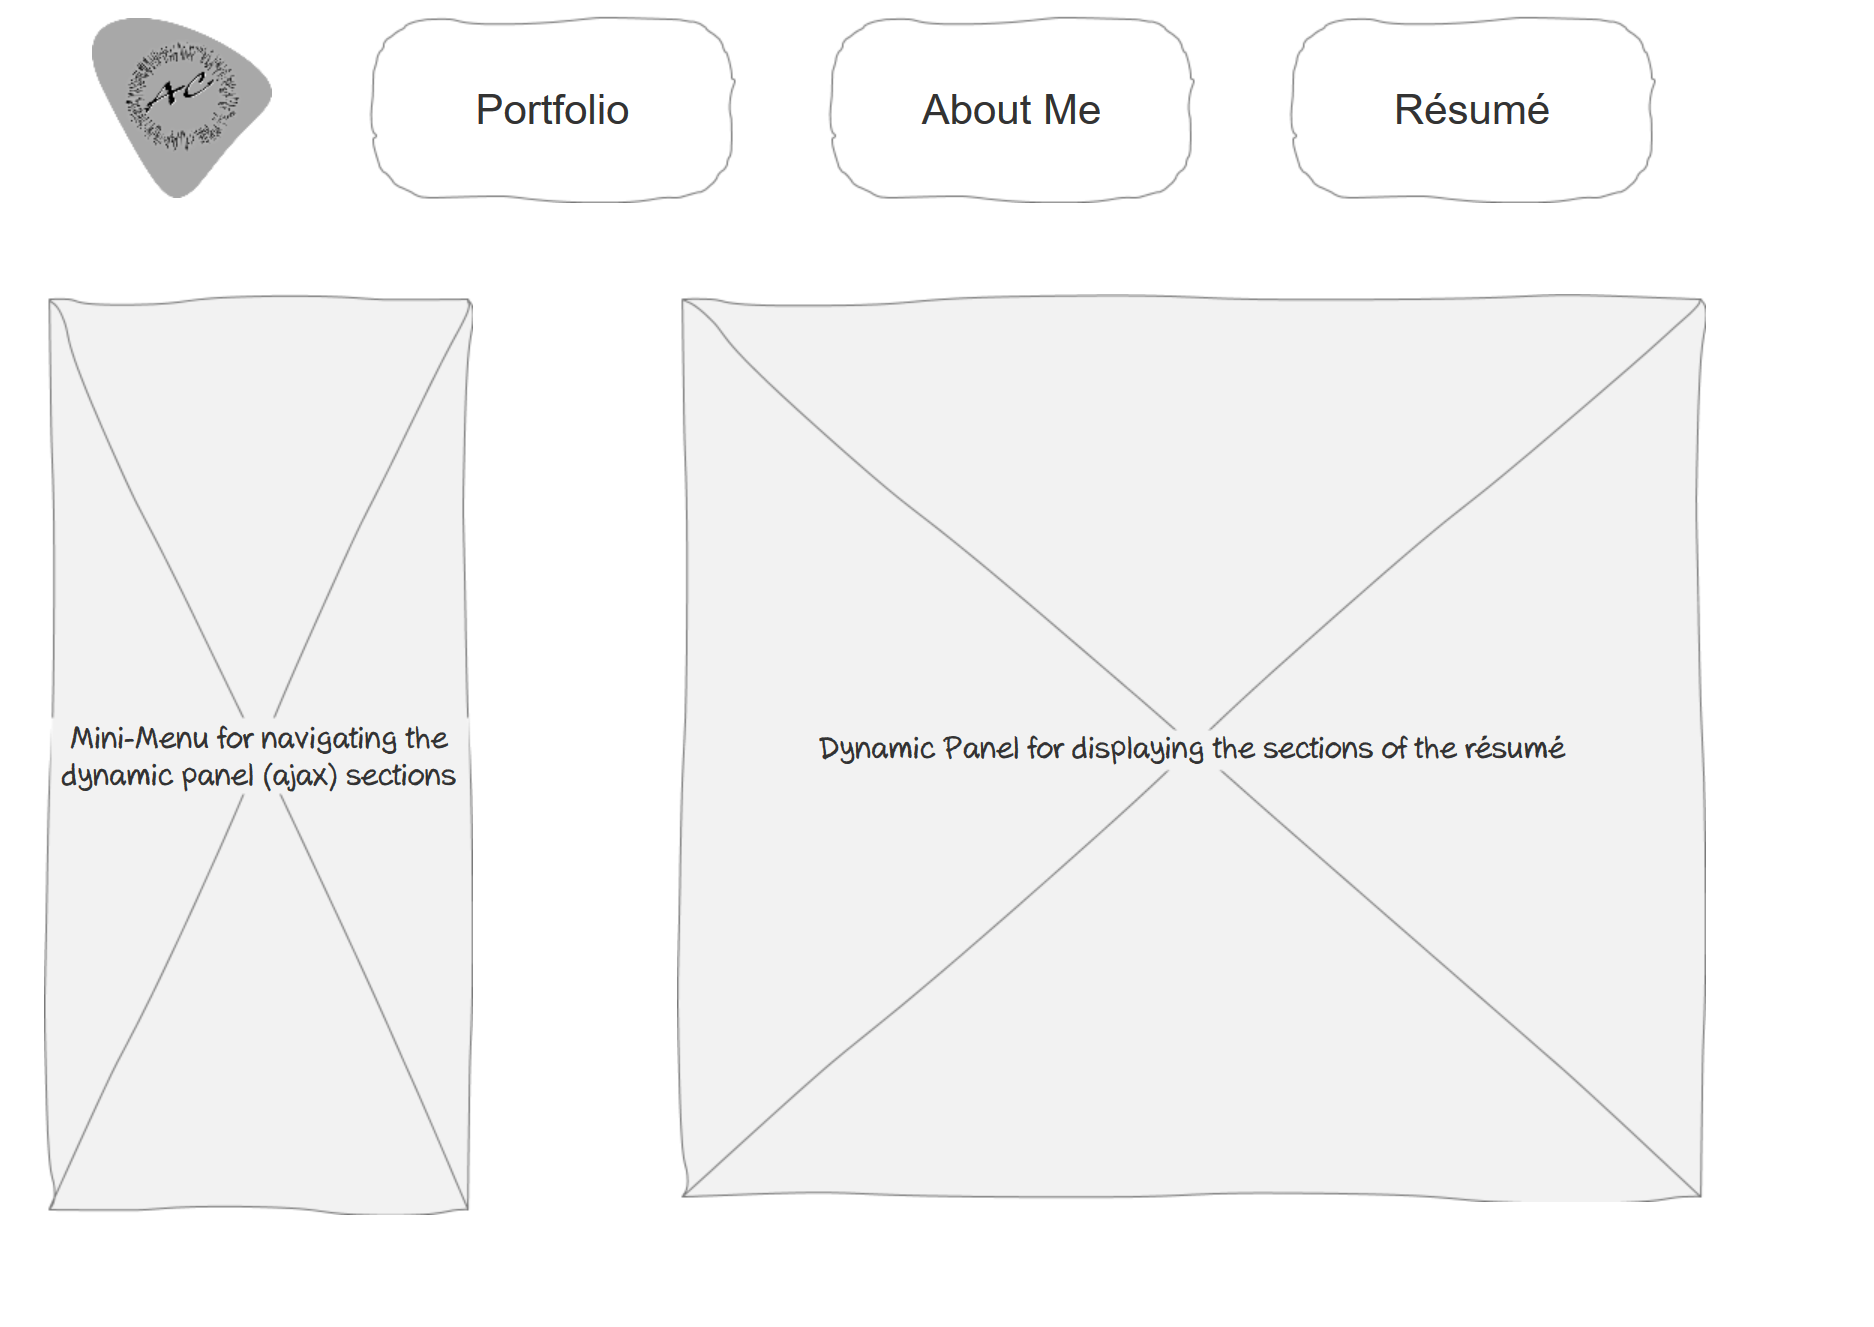 AC
Portfolio
About Me
Résumé
Mini-Menu for navigating the
dynamic panel (ajax) sections
Dynamic Panel for displaying the sections of the résumé